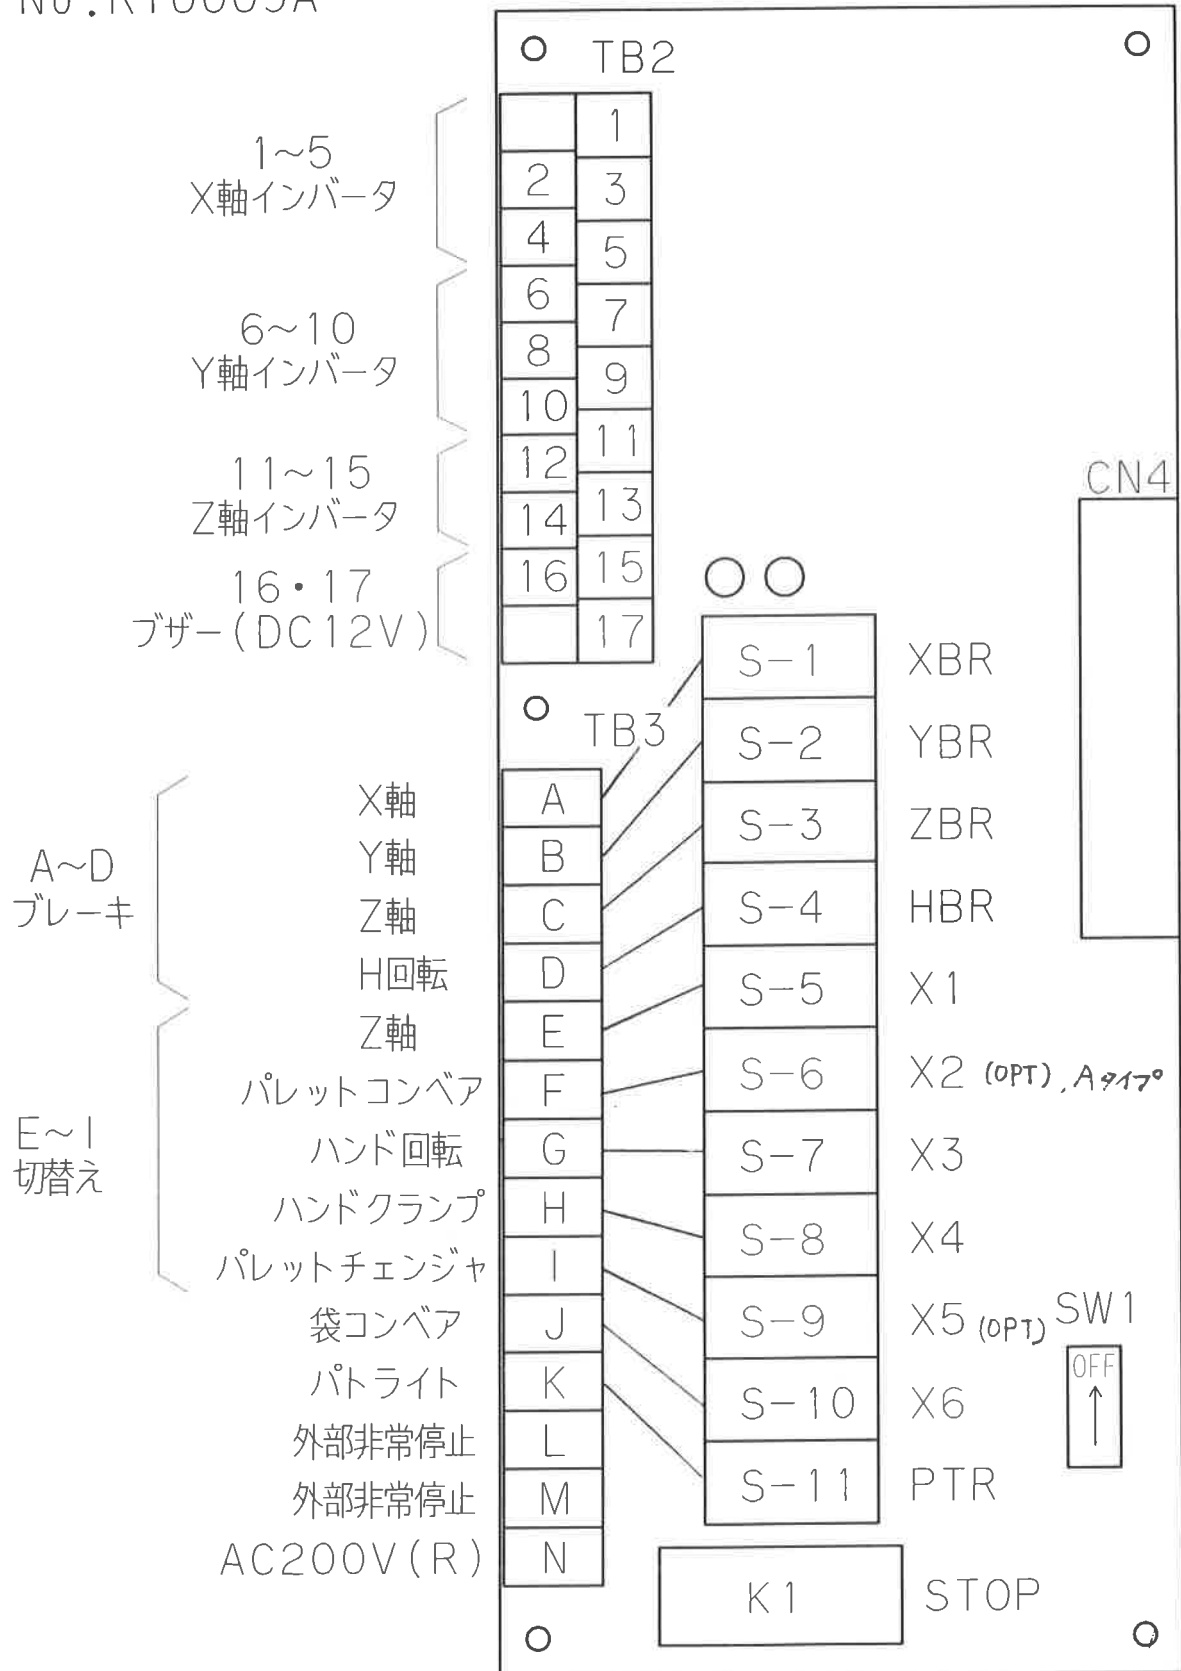 TB2
1
2
3
4
5
6
7
8
9
10
11
12
13
14
15
16
17
1~5
X軸インバータ
6~10
Y軸インバータ
11~15
Z軸インバータ
16・17
ブザー(DC12V)
CN4
TB3
A~D
ブレーキ
E~I
切替え
X軸 A
Y軸 B
Z軸 C
H回転 D
Z軸 E
パレットコンベア F
ハンド回転 G
ハンドクランプ H
パレットチェンジャ I
袋コンベア J
パトライト K
外部非常停止 L
外部非常停止 M
AC200V(R) N
S-1 XBR
S-2 YBR
S-3 ZBR
S-4 HBR
S-5 X1
S-6 X2 (OPT), Aタイプ
S-7 X3
S-8 X4
S-9 X5 (OPT)
S-10 X6
S-11 PTR
SW1
OFF
K1 STOP